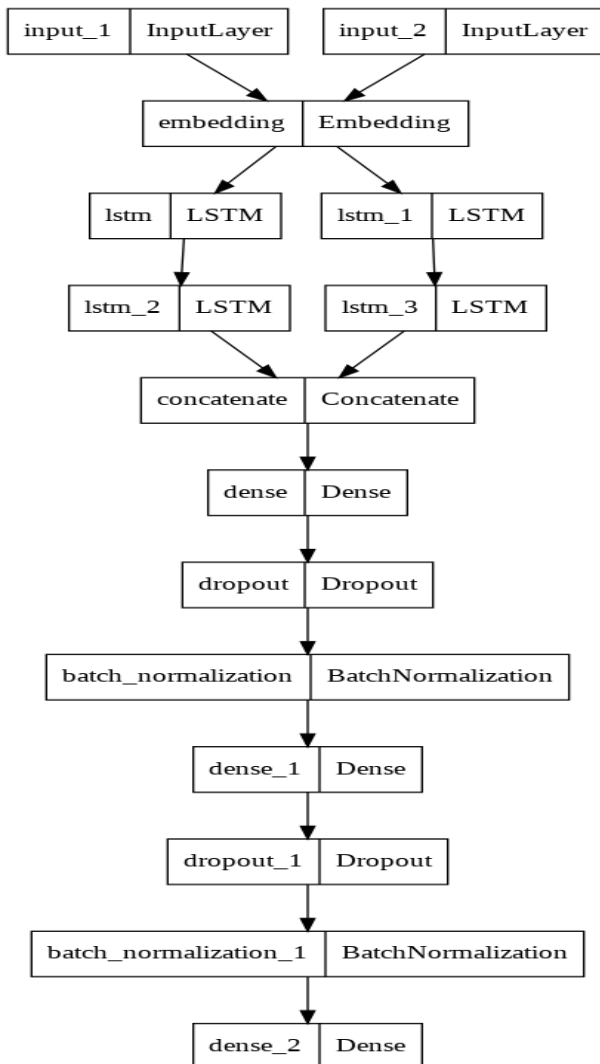 input_1 InputLayer input_2 InputLayer
embedding Embedding
lstm LSTM lstm_1 LSTM
lstm_2 LSTM lstm_3 LSTM
concatenate Concatenate
dense Dense
dropout Dropout
batch_normalization BatchNormalization
dense_1 Dense
dropout_1 Dropout
batch_normalization_1 BatchNormalization
dense_2 Dense